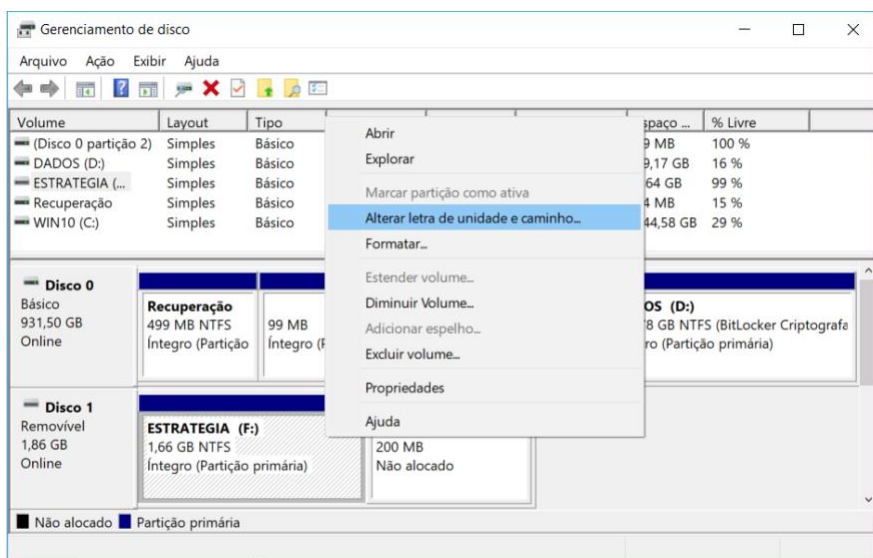 Gerenciamento de disco
Arquivo Ação Exibir Ajuda
Volume Layout Tipo Espaço ... % Livre
(Disco 0 partição 2) Simples Básico 9 MB 100 %
DADOS (D:) Simples Básico 9,17 GB 16 %
ESTRATEGIA (... Simples Básico 64 GB 99 %
Recuperação Simples Básico 4 MB 15 %
WIN10 (C:) Simples Básico 44,58 GB 29 %
Abrir
Explorar
Marcar partição como ativa
Alterar letra de unidade e caminho...
Formatar...
Estender volume...
Diminuir Volume...
Adicionar espelho...
Excluir volume...
Propriedades
Ajuda
Disco 0
Básico
931,50 GB
Online
Recuperação
499 MB NTFS
Íntegro (Partição
99 MB
Íntegro (
OS (D:)
8 GB NTFS (BitLocker Criptografa
ro (Partição primária)
Disco 1
Removível
1,86 GB
Online
ESTRATEGIA (F:)
1,66 GB NTFS
Íntegro (Partição primária)
200 MB
Não alocado
Não alocado Partição primária